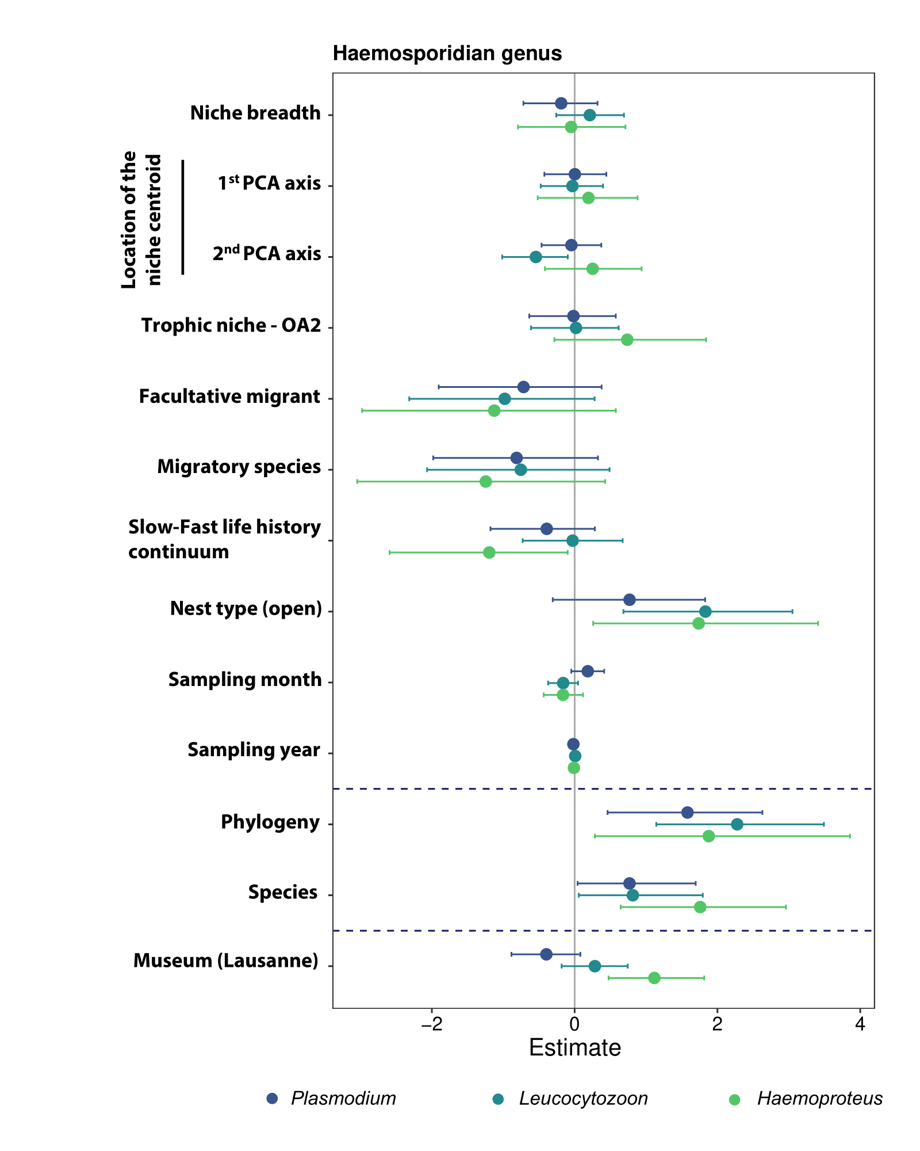 Haemosporidian genus
Niche breadth
Location of the
niche centroid
1st PCA axis
2nd PCA axis
Trophic niche - OA2
Facultative migrant
Migratory species
Slow-Fast life history
continuum
Nest type (open)
Sampling month
Sampling year
Phylogeny
Species
Museum (Lausanne)
−2 0 2 4
Estimate
Plasmodium Leucocytozoon Haemoproteus